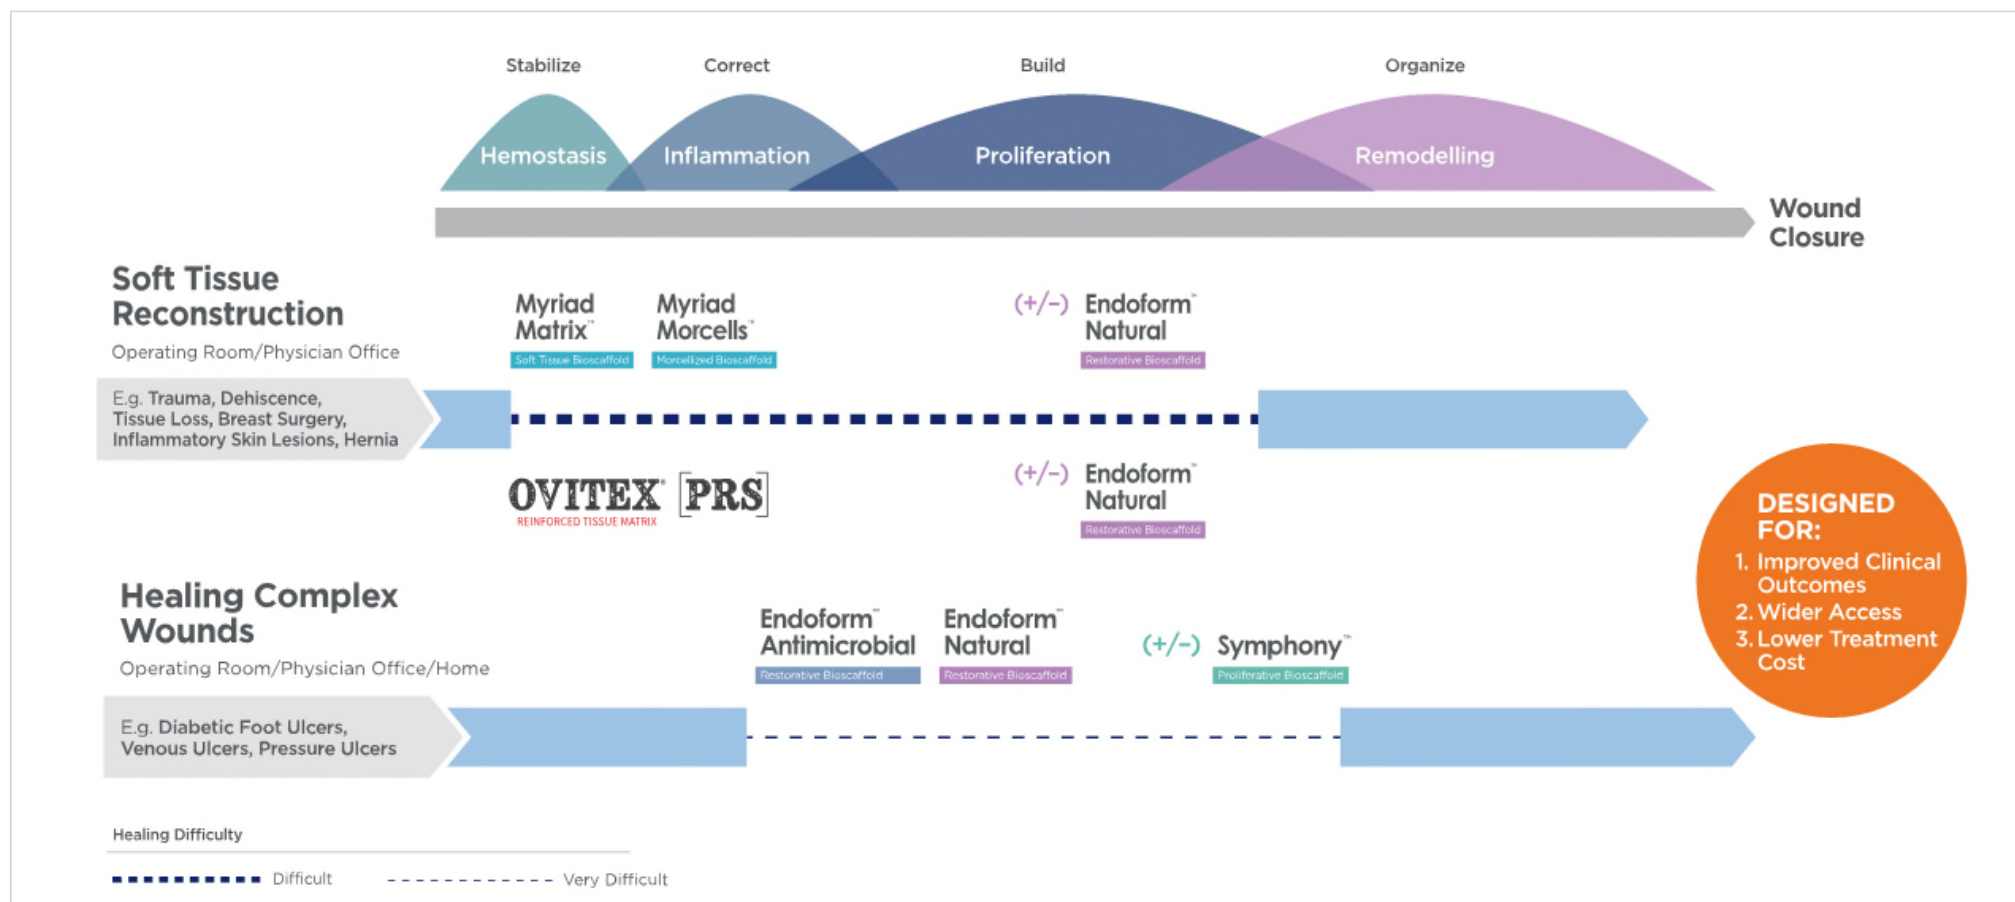 Stabilize
Correct
Build
Organize
Hemostasis
Inflammation
Proliferation
Remodelling
Wound
Closure
Soft Tissue
Reconstruction
Operating Room/Physician Office
Myriad
Matrix™
Soft Tissue Bioscaffold
Myriad
Morcells™
Morcellized Bioscaffold
(+/–) Endoform™
Natural
Restorative Bioscaffold
E.g. Trauma, Dehiscence,
Tissue Loss, Breast Surgery,
Inflammatory Skin Lesions, Hernia
OVITEX® [PRS]
REINFORCED TISSUE MATRIX
(+/–) Endoform™
Natural
Restorative Bioscaffold
DESIGNED
FOR:
1. Improved Clinical
Outcomes
2. Wider Access
3. Lower Treatment
Cost
Healing Complex
Wounds
Operating Room/Physician Office/Home
Endoform™
Antimicrobial
Restorative Bioscaffold
Endoform™
Natural
Restorative Bioscaffold
(+/–) Symphony™
Proliferative Bioscaffold
E.g. Diabetic Foot Ulcers,
Venous Ulcers, Pressure Ulcers
Healing Difficulty
Difficult
Very Difficult